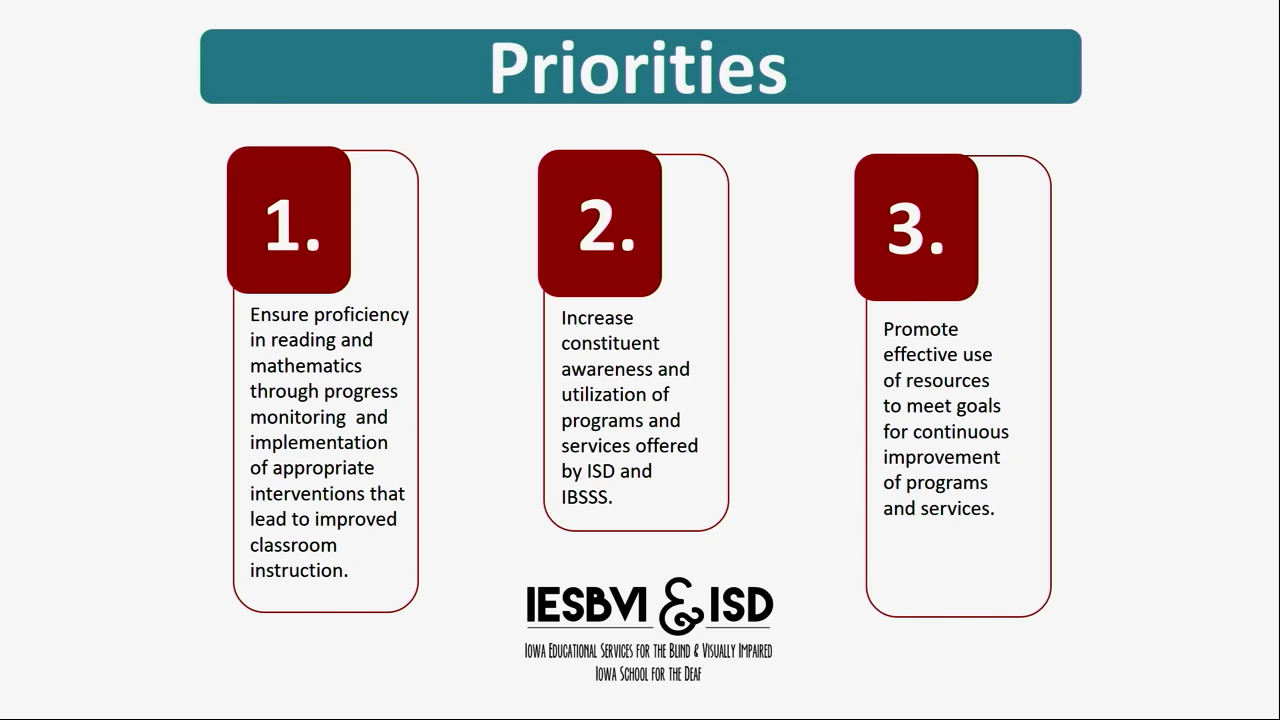 Priorities
1.
Ensure proficiency
in reading and
mathematics
through progress
monitoring  and
implementation
of appropriate
interventions that
lead to improved
classroom
instruction.
2.
Increase
constituent
awareness and
utilization of
programs and
services offered
by ISD and
IBSSS.
3.
Promote
effective use
of resources
to meet goals
for continuous
improvement
of programs
and services.
IESBVI & ISD
Iowa Educational Services for the Blind & Visually Impaired
Iowa School for the Deaf